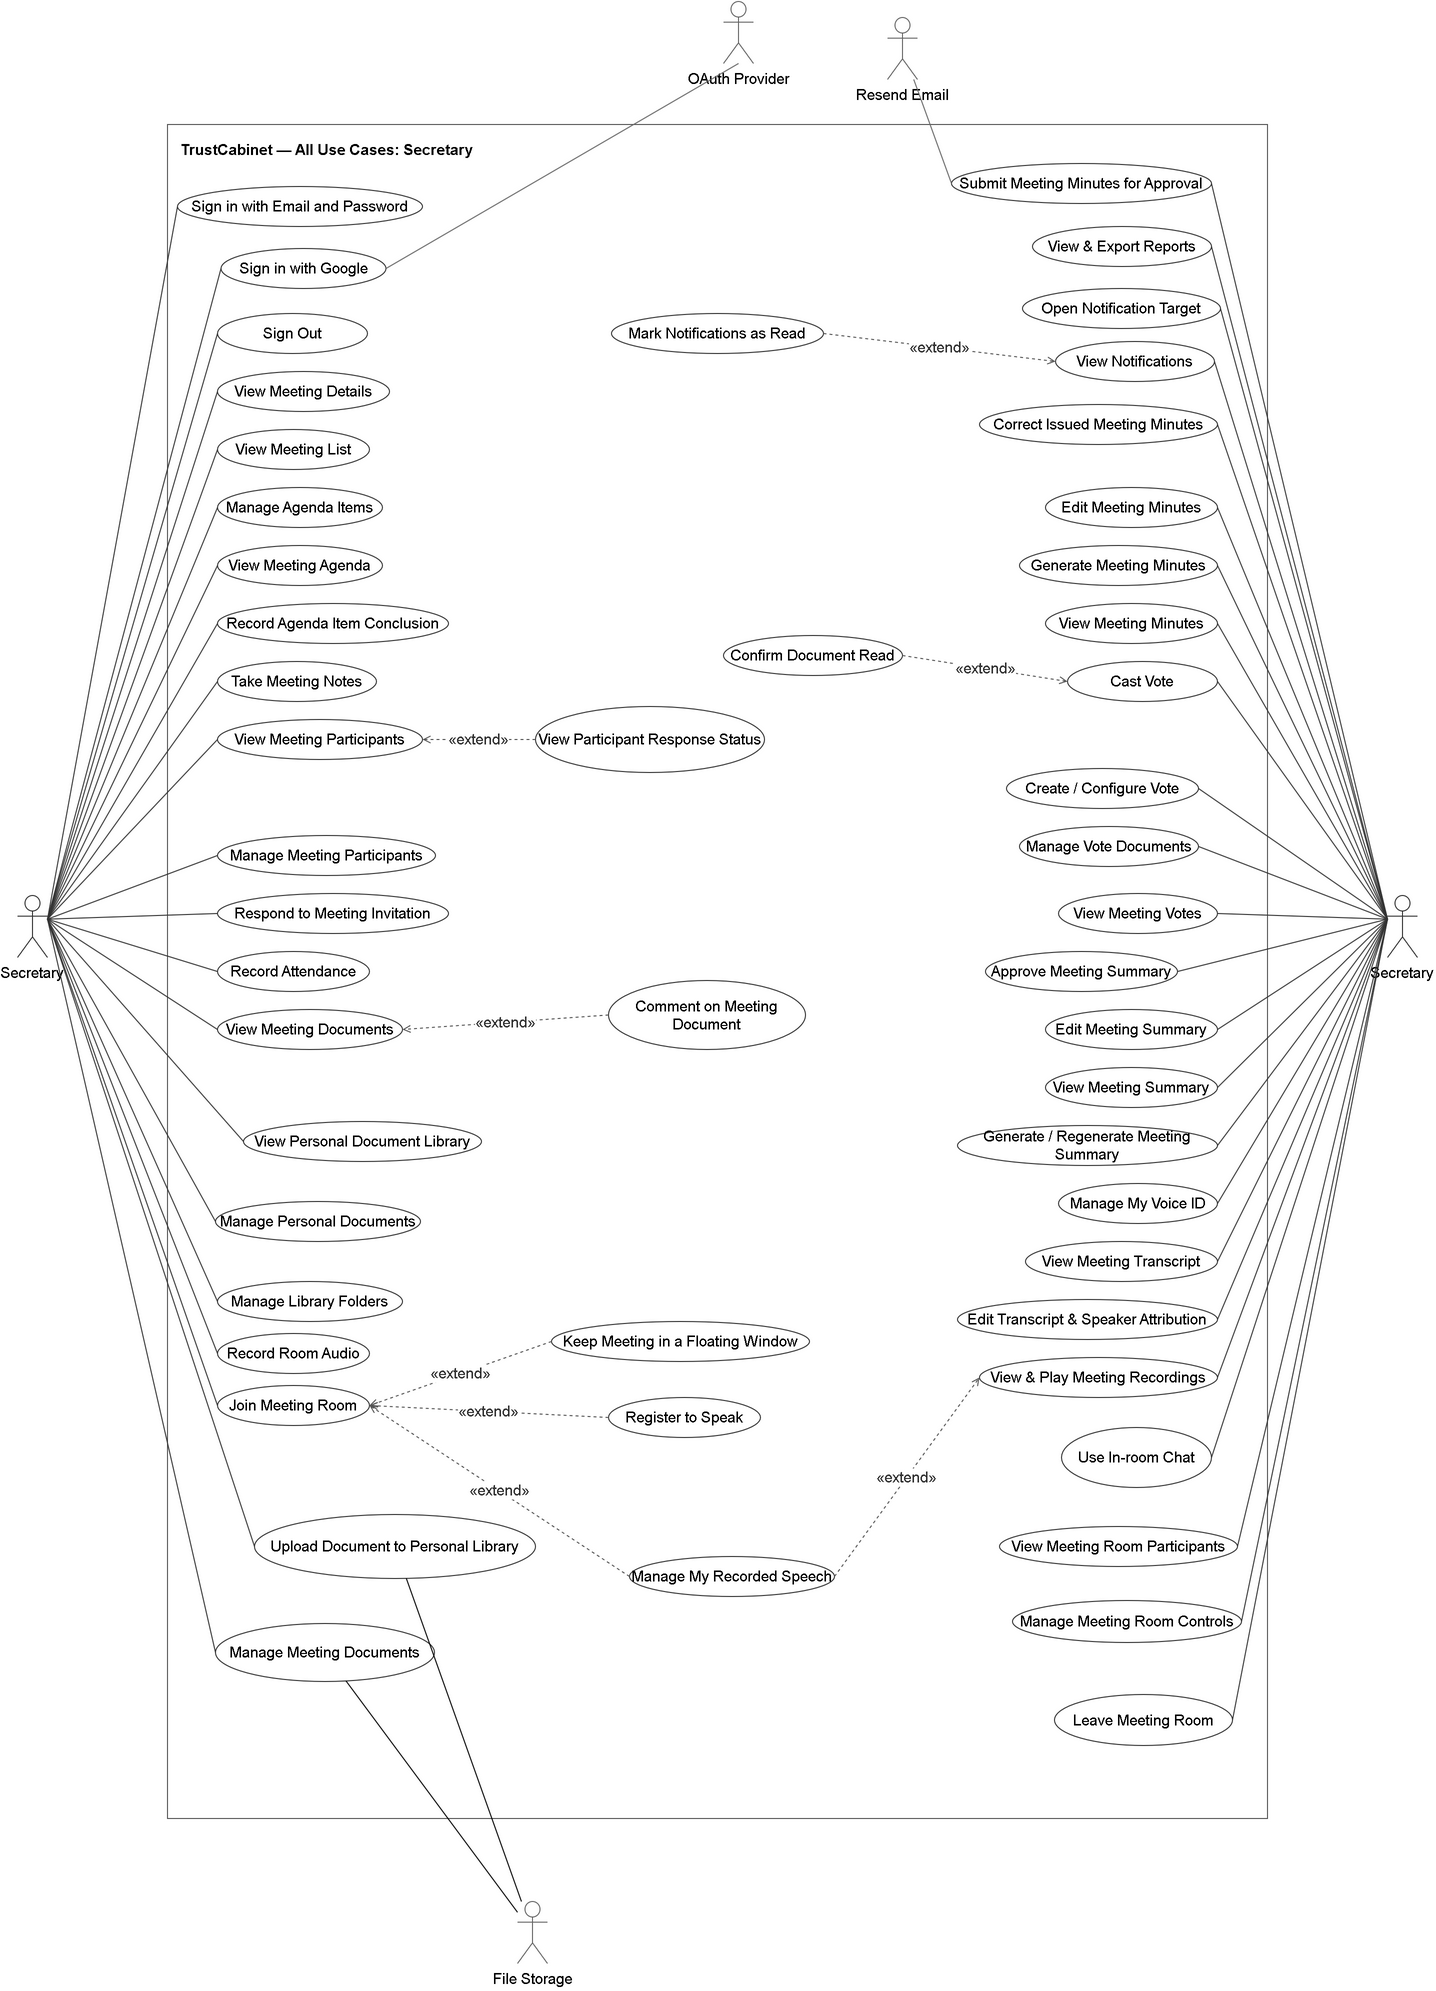 OAuth Provider
Resend Email
TrustCabinet — All Use Cases: Secretary
Submit Meeting Minutes for Approval
Sign in with Email and Password
View & Export Reports
Sign in with Google
Open Notification Target
Sign Out
Mark Notifications as Read
«extend»
View Notifications
View Meeting Details
Correct Issued Meeting Minutes
View Meeting List
Manage Agenda Items
Edit Meeting Minutes
View Meeting Agenda
Generate Meeting Minutes
Record Agenda Item Conclusion
View Meeting Minutes
Confirm Document Read
«extend»
Take Meeting Notes
Cast Vote
View Meeting Participants
«extend»
View Participant Response Status
Create / Configure Vote
Manage Meeting Participants
Manage Vote Documents
Respond to Meeting Invitation
View Meeting Votes
Secretary
Record Attendance
Approve Meeting Summary
Secretary
View Meeting Documents
«extend»
Comment on Meeting
Document
Edit Meeting Summary
View Meeting Summary
View Personal Document Library
Generate / Regenerate Meeting
Summary
Manage My Voice ID
Manage Personal Documents
View Meeting Transcript
Manage Library Folders
Edit Transcript & Speaker Attribution
Record Room Audio
Keep Meeting in a Floating Window
«extend»
View & Play Meeting Recordings
Join Meeting Room
«extend»
Register to Speak
Use In-room Chat
«extend»
«extend»
Upload Document to Personal Library
View Meeting Room Participants
Manage My Recorded Speech
Manage Meeting Room Controls
Manage Meeting Documents
Leave Meeting Room
File Storage